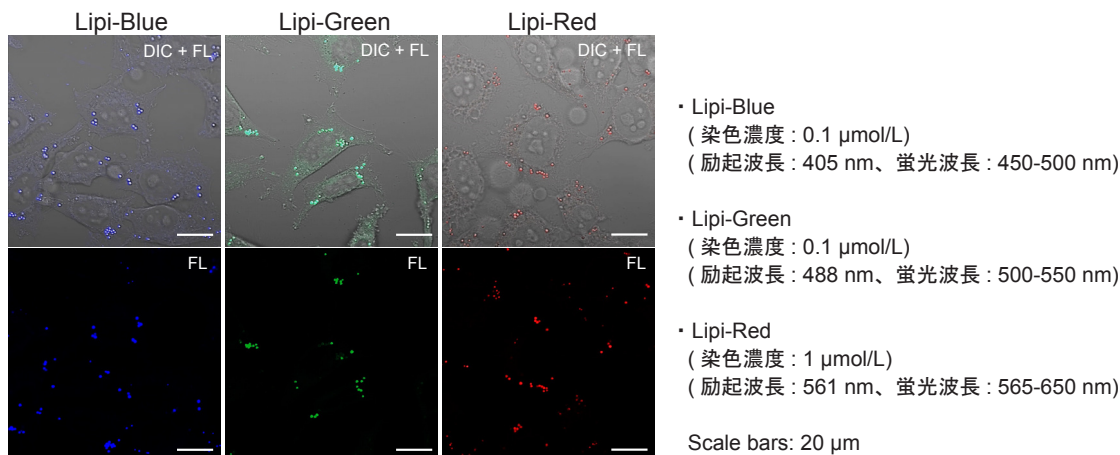 Lipi-Blue
Lipi-Green
Lipi-Red
DIC + FL
DIC + FL
DIC + FL
FL
FL
FL
・Lipi-Blue
( 染色濃度 : 0.1 μmol/L)
( 励起波長 : 405 nm、蛍光波長 : 450-500 nm)
・Lipi-Green
( 染色濃度 : 0.1 μmol/L)
( 励起波長 : 488 nm、蛍光波長 : 500-550 nm)
・Lipi-Red
( 染色濃度 : 1 μmol/L)
( 励起波長 : 561 nm、蛍光波長 : 565-650 nm)
Scale bars: 20 μm